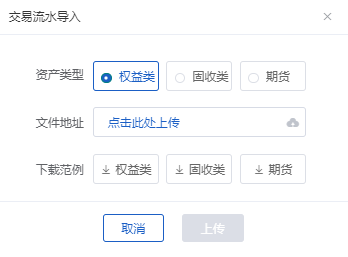 交易流水导入
资产类型 权益类 固收类 期货
文件地址 点击此处上传
下载范例 权益类 固收类 期货
取消 上传